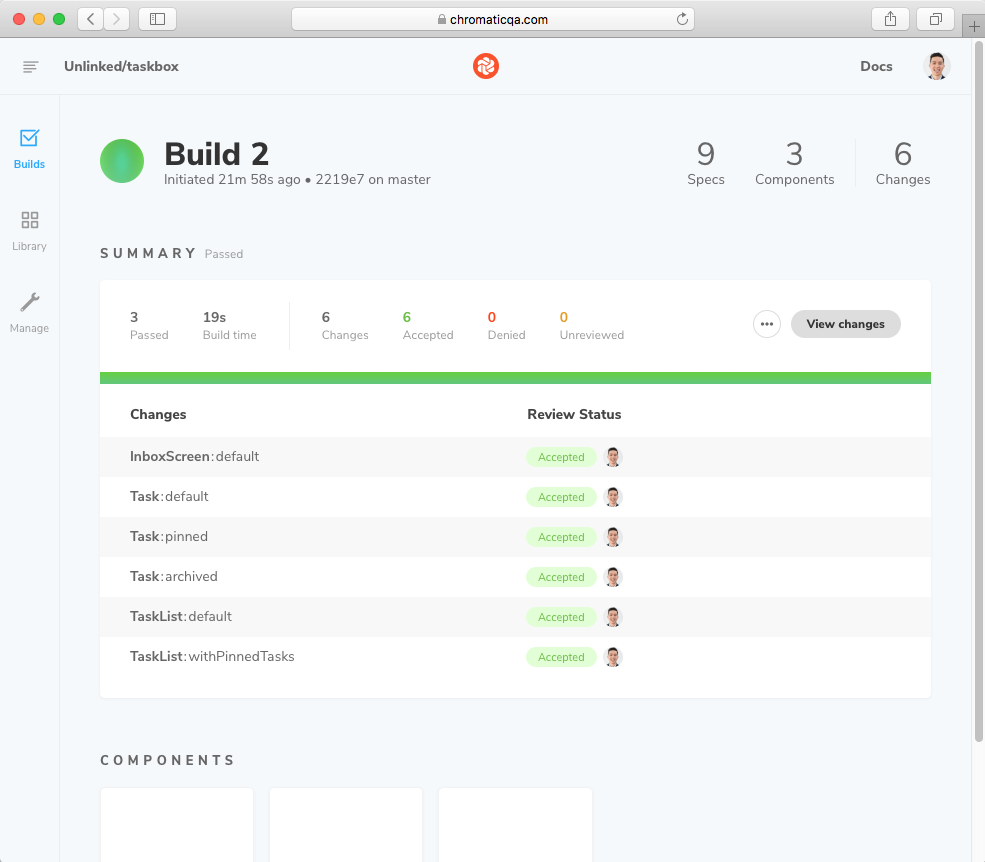 chromaticqa.com
Unlinked/taskbox
Docs
Build 2
Initiated 21m 58s ago • 2219e7 on master
9
Specs
3
Components
6
Changes
Builds
Library
Manage
SUMMARY Passed
3
Passed
19s
Build time
6
Changes
6
Accepted
0
Denied
0
Unreviewed
View changes
Changes Review Status
InboxScreen:default Accepted
Task:default Accepted
Task:pinned Accepted
Task:archived Accepted
TaskList:default Accepted
TaskList:withPinnedTasks Accepted
COMPONENTS